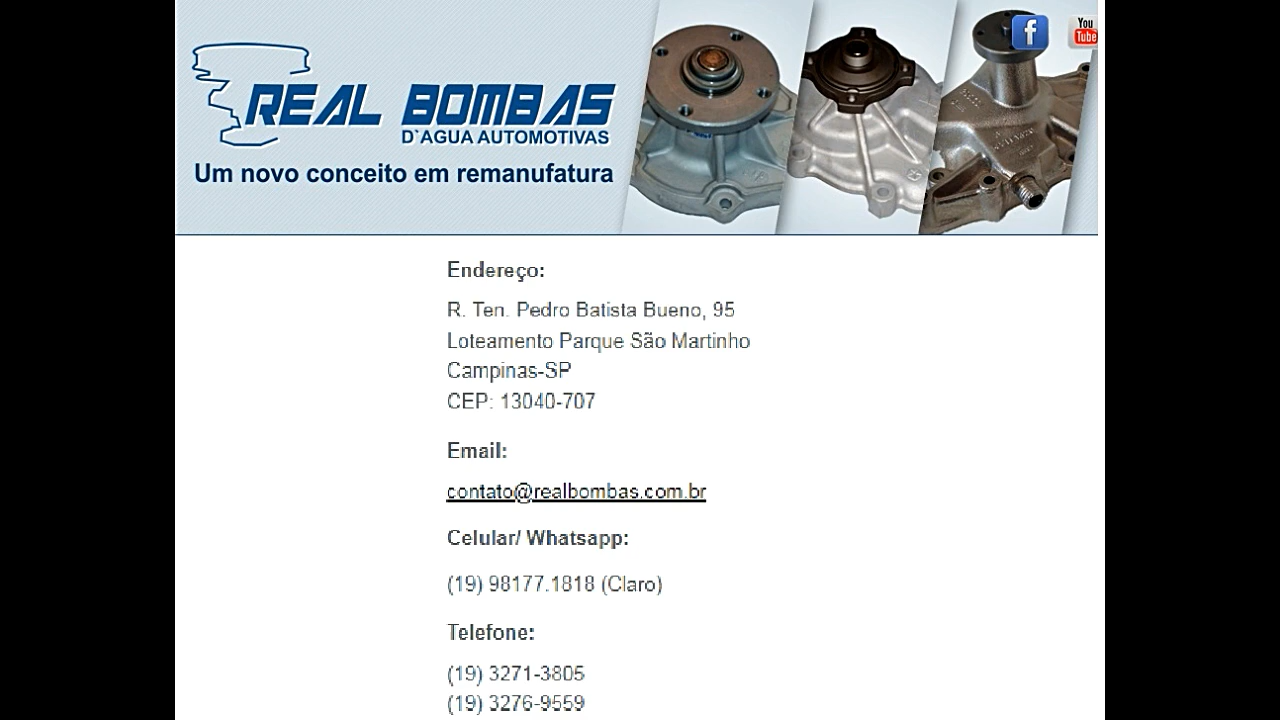 REAL BOMBAS
D`AGUA AUTOMOTIVAS
Um novo conceito em remanufatura
f
You
Tube
Endereço:
R. Ten. Pedro Batista Bueno, 95
Loteamento Parque São Martinho
Campinas-SP
CEP: 13040-707
Email:
contato@realbombas.com.br
Celular/ Whatsapp:
(19) 98177.1818 (Claro)
Telefone:
(19) 3271-3805
(19) 3276-9559